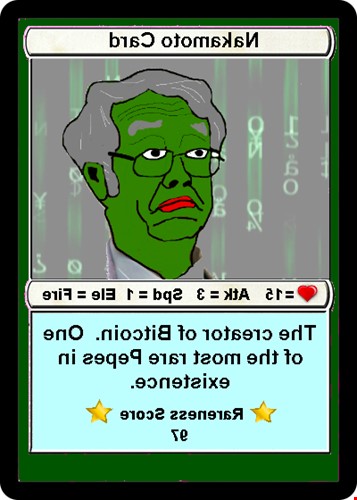 Nakamoto Card
❤=15 Atk = 3 Spd = 1 Ele = Fire
The creator of Bitcoin. One
of the most rare Pepes in
existence.
Rareness Score
97